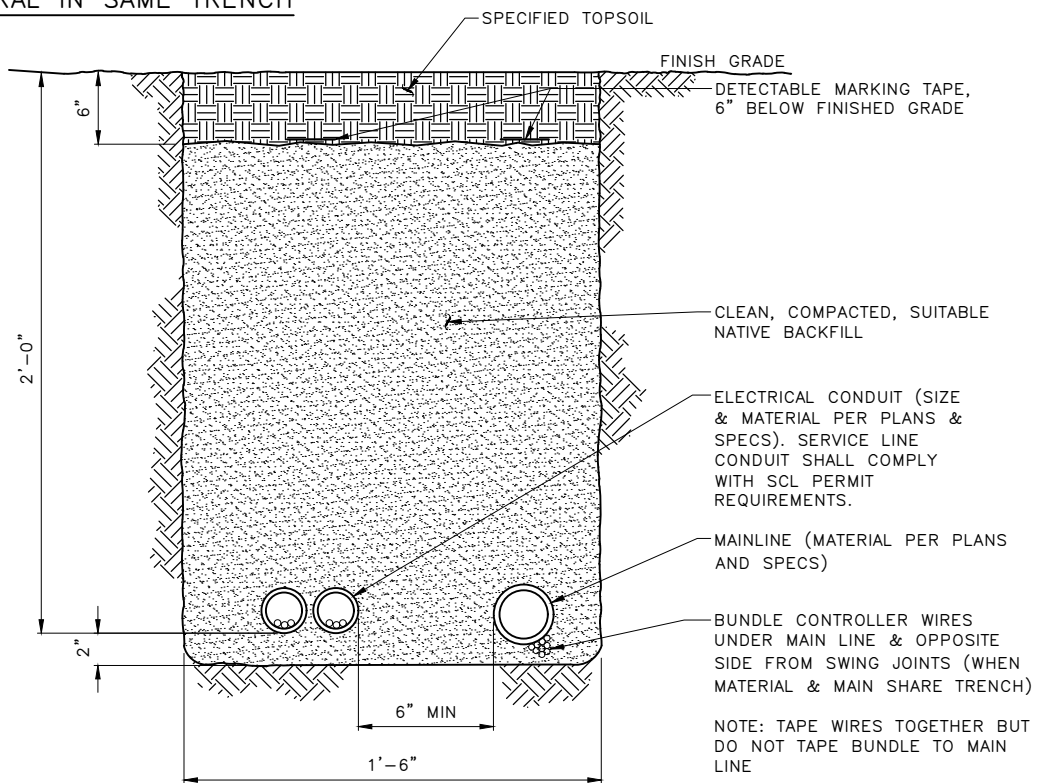 IN SAME TRENCH
SPECIFIED TOPSOIL
FINISH GRADE
DETECTABLE MARKING TAPE,
6" BELOW FINISHED GRADE
6"
CLEAN, COMPACTED, SUITABLE
NATIVE BACKFILL
2'-0"
ELECTRICAL CONDUIT (SIZE
& MATERIAL PER PLANS &
SPECS). SERVICE LINE
CONDUIT SHALL COMPLY
WITH SCL PERMIT
REQUIREMENTS.
MAINLINE (MATERIAL PER PLANS
AND SPECS)
2"
BUNDLE CONTROLLER WIRES
UNDER MAIN LINE & OPPOSITE
SIDE FROM SWING JOINTS (WHEN
MATERIAL & MAIN SHARE TRENCH)
6" MIN
NOTE: TAPE WIRES TOGETHER BUT
DO NOT TAPE BUNDLE TO MAIN
LINE
1'-6"